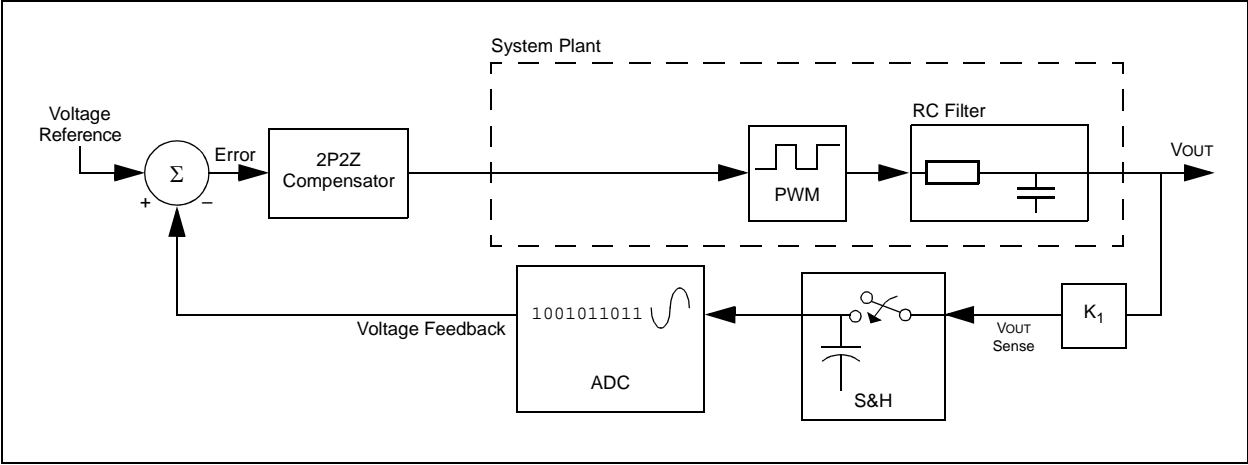 System Plant
Voltage
Reference
Σ
+
−
Error
2P2Z
Compensator
PWM
RC Filter
VOUT
Voltage Feedback
1001011011
ADC
S&H
VOUT
Sense
K1